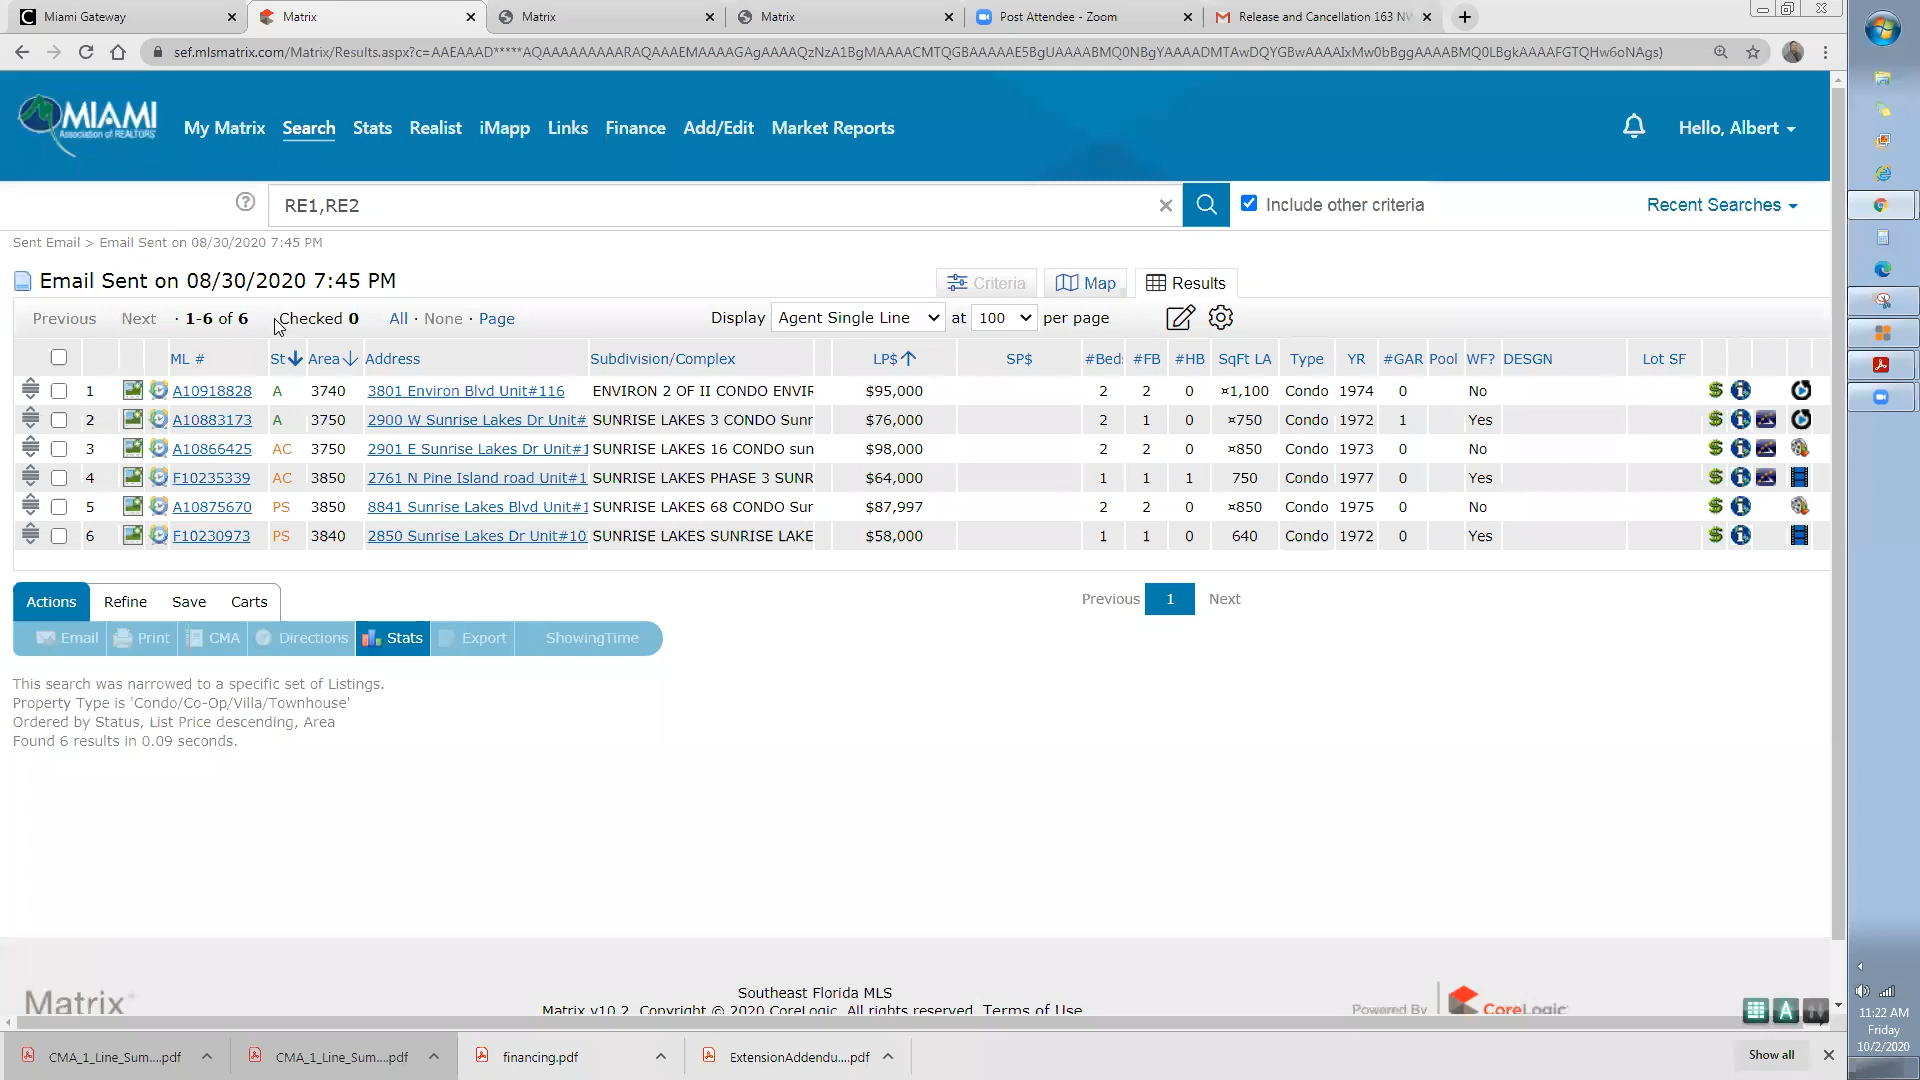 Miami Gateway
Matrix
Matrix
Matrix
Post Attendee - Zoom
Release and Cancellation 163 NW
sef.mlsmatrix.com/Matrix/Results.aspx?c=AAEAAAD*****AQAAAAAAAAARAQAAAEMAAAAGAgAAAAQzNzA1BgMAAAACMTQGBAAAAAE5BgUAAAABMQ0NBgYAAAADMTAwDQYGBwAAAAIxMw0bBggAAAABMQ0LBgkAAAAFGTQHw6oNAgs)
MIAMI
Association of REALTORS®
My Matrix Search Stats Realist iMapp Links Finance Add/Edit Market Reports
Hello, Albert
RE1,RE2
Include other criteria
Recent Searches
Sent Email > Email Sent on 08/30/2020 7:45 PM
Email Sent on 08/30/2020 7:45 PM
Criteria Map Results
Previous Next · 1-6 of 6 Checked 0 All · None · Page Display Agent Single Line at 100 per page
ML # St Area Address Subdivision/Complex LP$ SP$ #Bed: #FB #HB SqFt LA Type YR #GAR Pool WF? DESGN Lot SF
1 A10918828 A 3740 3801 Environ Blvd Unit#116 ENVIRON 2 OF II CONDO ENVIR $95,000 2 2 0 ¤1,100 Condo 1974 0 No
2 A10883173 A 3750 2900 W Sunrise Lakes Dr Unit# SUNRISE LAKES 3 CONDO Sunr $76,000 2 1 0 ¤750 Condo 1972 1 Yes
3 A10866425 AC 3750 2901 E Sunrise Lakes Dr Unit#1 SUNRISE LAKES 16 CONDO sun $98,000 2 2 0 ¤850 Condo 1973 0 No
4 F10235339 AC 3850 2761 N Pine Island road Unit#1 SUNRISE LAKES PHASE 3 SUNR $64,000 1 1 1 750 Condo 1977 0 Yes
5 A10875670 PS 3850 8841 Sunrise Lakes Blvd Unit#1 SUNRISE LAKES 68 CONDO Sur $87,997 2 2 0 ¤850 Condo 1975 0 No
6 F10230973 PS 3840 2850 Sunrise Lakes Dr Unit#10 SUNRISE LAKES SUNRISE LAKE $58,000 1 1 0 640 Condo 1972 0 Yes
Actions Refine Save Carts
Previous 1 Next
Email Print CMA Directions Stats Export ShowingTime
This search was narrowed to a specific set of Listings.
Property Type is 'Condo/Co-Op/Villa/Townhouse'
Ordered by Status, List Price descending, Area
Found 6 results in 0.09 seconds.
Matrix
Southeast Florida MLS
Matrix v10.2. Copyright © 2020 CoreLogic. All rights reserved. Terms of Use
Powered By CoreLogic
A
11:22 AM
Friday
10/2/2020
CMA_1_Line_Sum....pdf
CMA_1_Line_Sum....pdf
financing.pdf
ExtensionAddendu....pdf
Show all